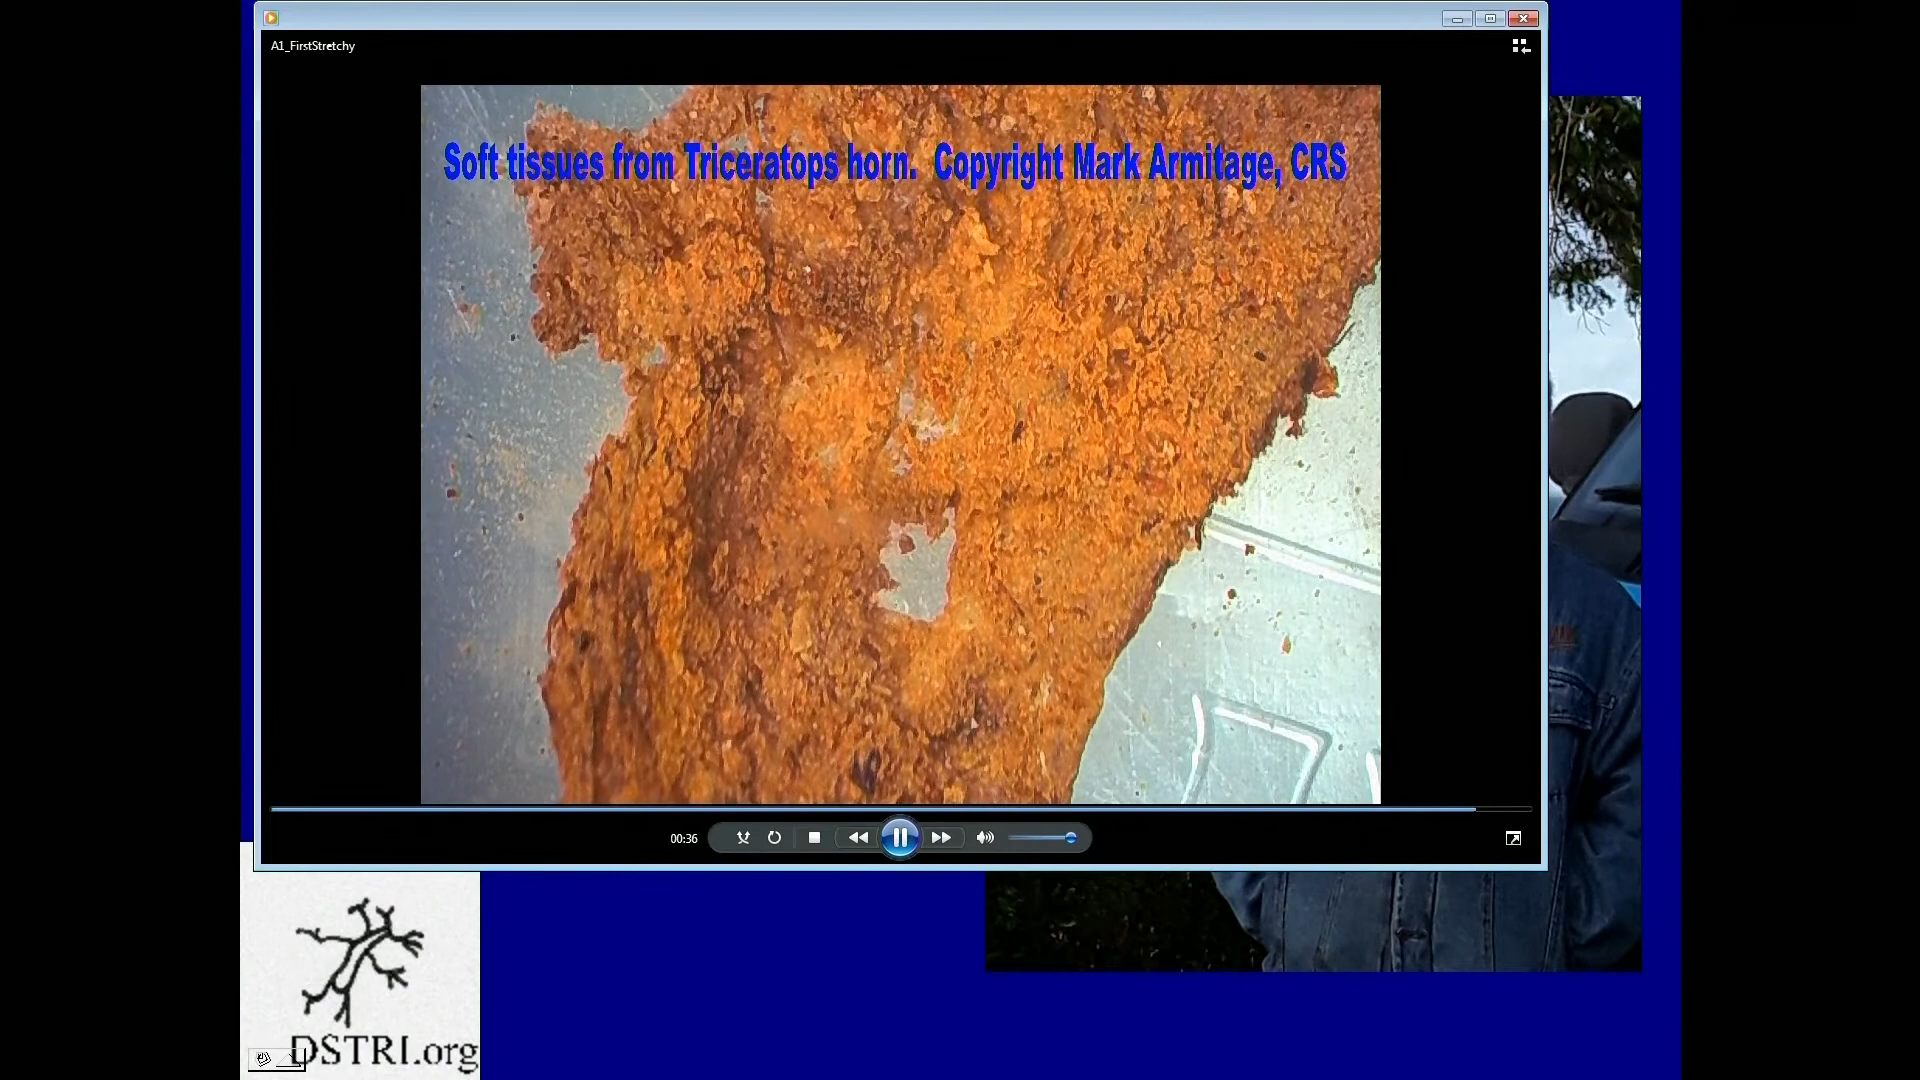 A1_FirstStretchy
Soft tissues from Triceratops horn. Copyright Mark Armitage, CRS
00:36
DSTRI.org